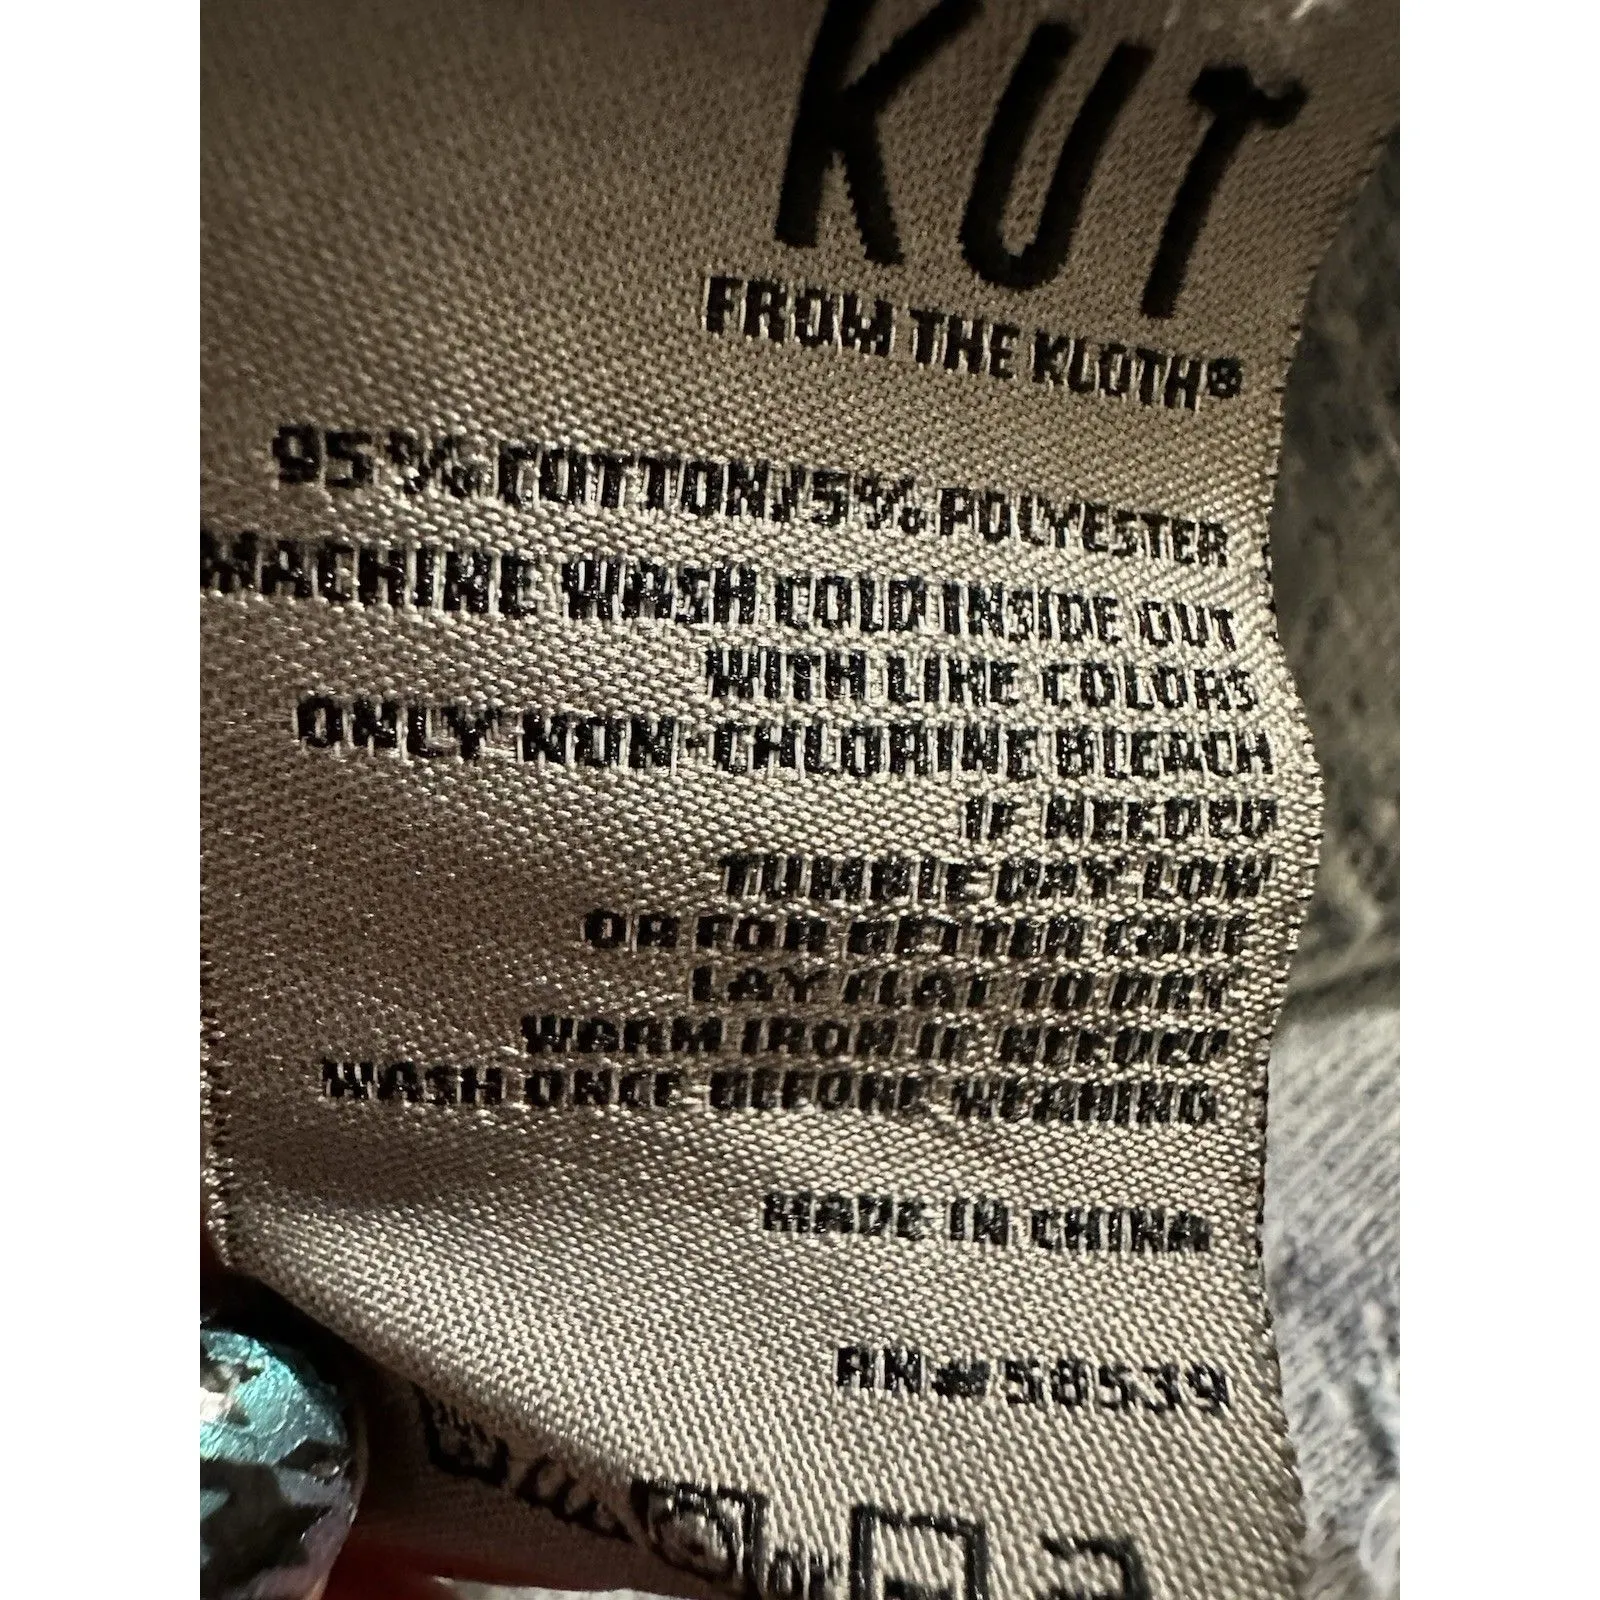 KUT
FROM THE KLOTH®
95% COTTON/5% POLYESTER
MACHINE WASH COLD INSIDE OUT
WITH LIKE COLORS
ONLY NON-CHLORINE BLEACH
IF NEEDED
TUMBLE DRY LOW
OR FOR BETTER CARE
LAY FLAT TO DRY
WARM IRON IF NEEDED
WASH ONCE BEFORE WEARING
MADE IN CHINA
RN#58539
or